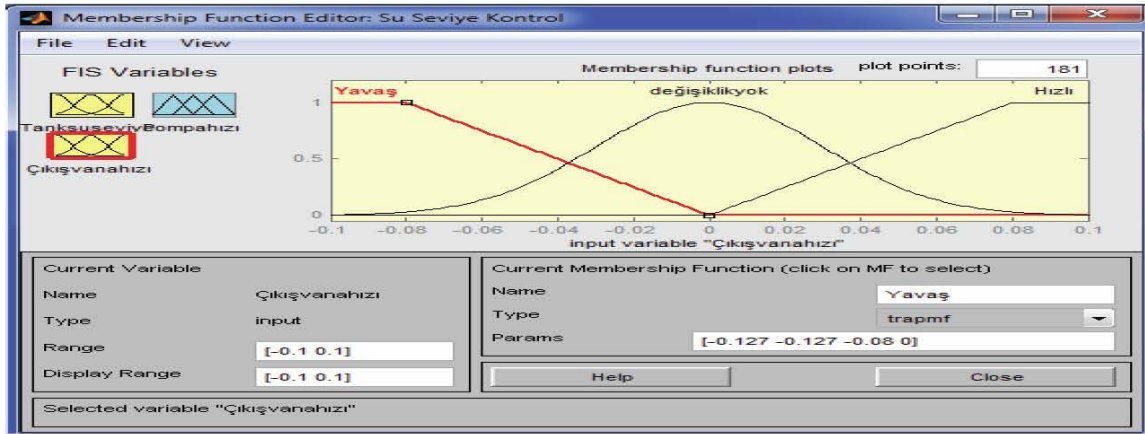 Membership Function Editor: Su Seviye Kontrol
File Edit View
FIS Variables
Tanksuseviye Pompahızı
Çıkışvanahızı
Membership function plots plot points: 181
Yavaş değişiklikyok Hızlı
1
0.5
0
-0.1 -0.08 -0.06 -0.04 -0.02 0 0.02 0.04 0.06 0.08 0.1
input variable "Çıkışvanahızı"
Current Variable
Name Çıkışvanahızı
Type input
Range [-0.1 0.1]
Display Range [-0.1 0.1]
Current Membership Function (click on MF to select)
Name Yavaş
Type trapmf
Params [-0.127 -0.127 -0.08 0]
Help Close
Selected variable "Çıkışvanahızı"